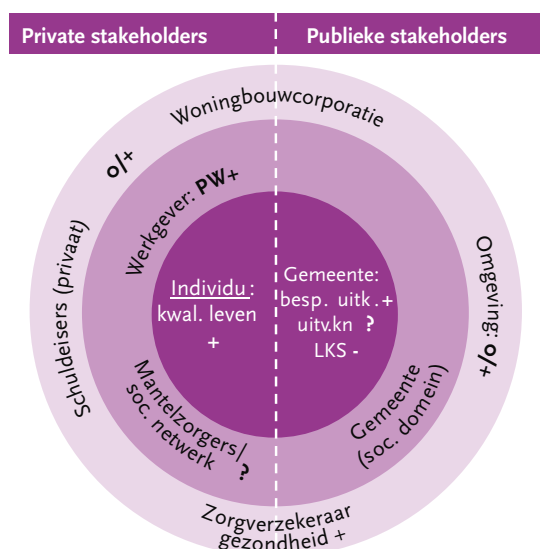 Private stakeholders
Publieke stakeholders
Woningbouwcorporatie
o/+
Schuldeisers (privaat)
Werkgever: PW+
Individu:
kwal. leven
+
Gemeente:
besp. uitk.+
uitv.kn ?
LKS -
Omgeving: o/+
Mantelzorgers/
soc. netwerk
?
Gemeente
(soc. domein)
Zorgverzekeraar
gezondheid +